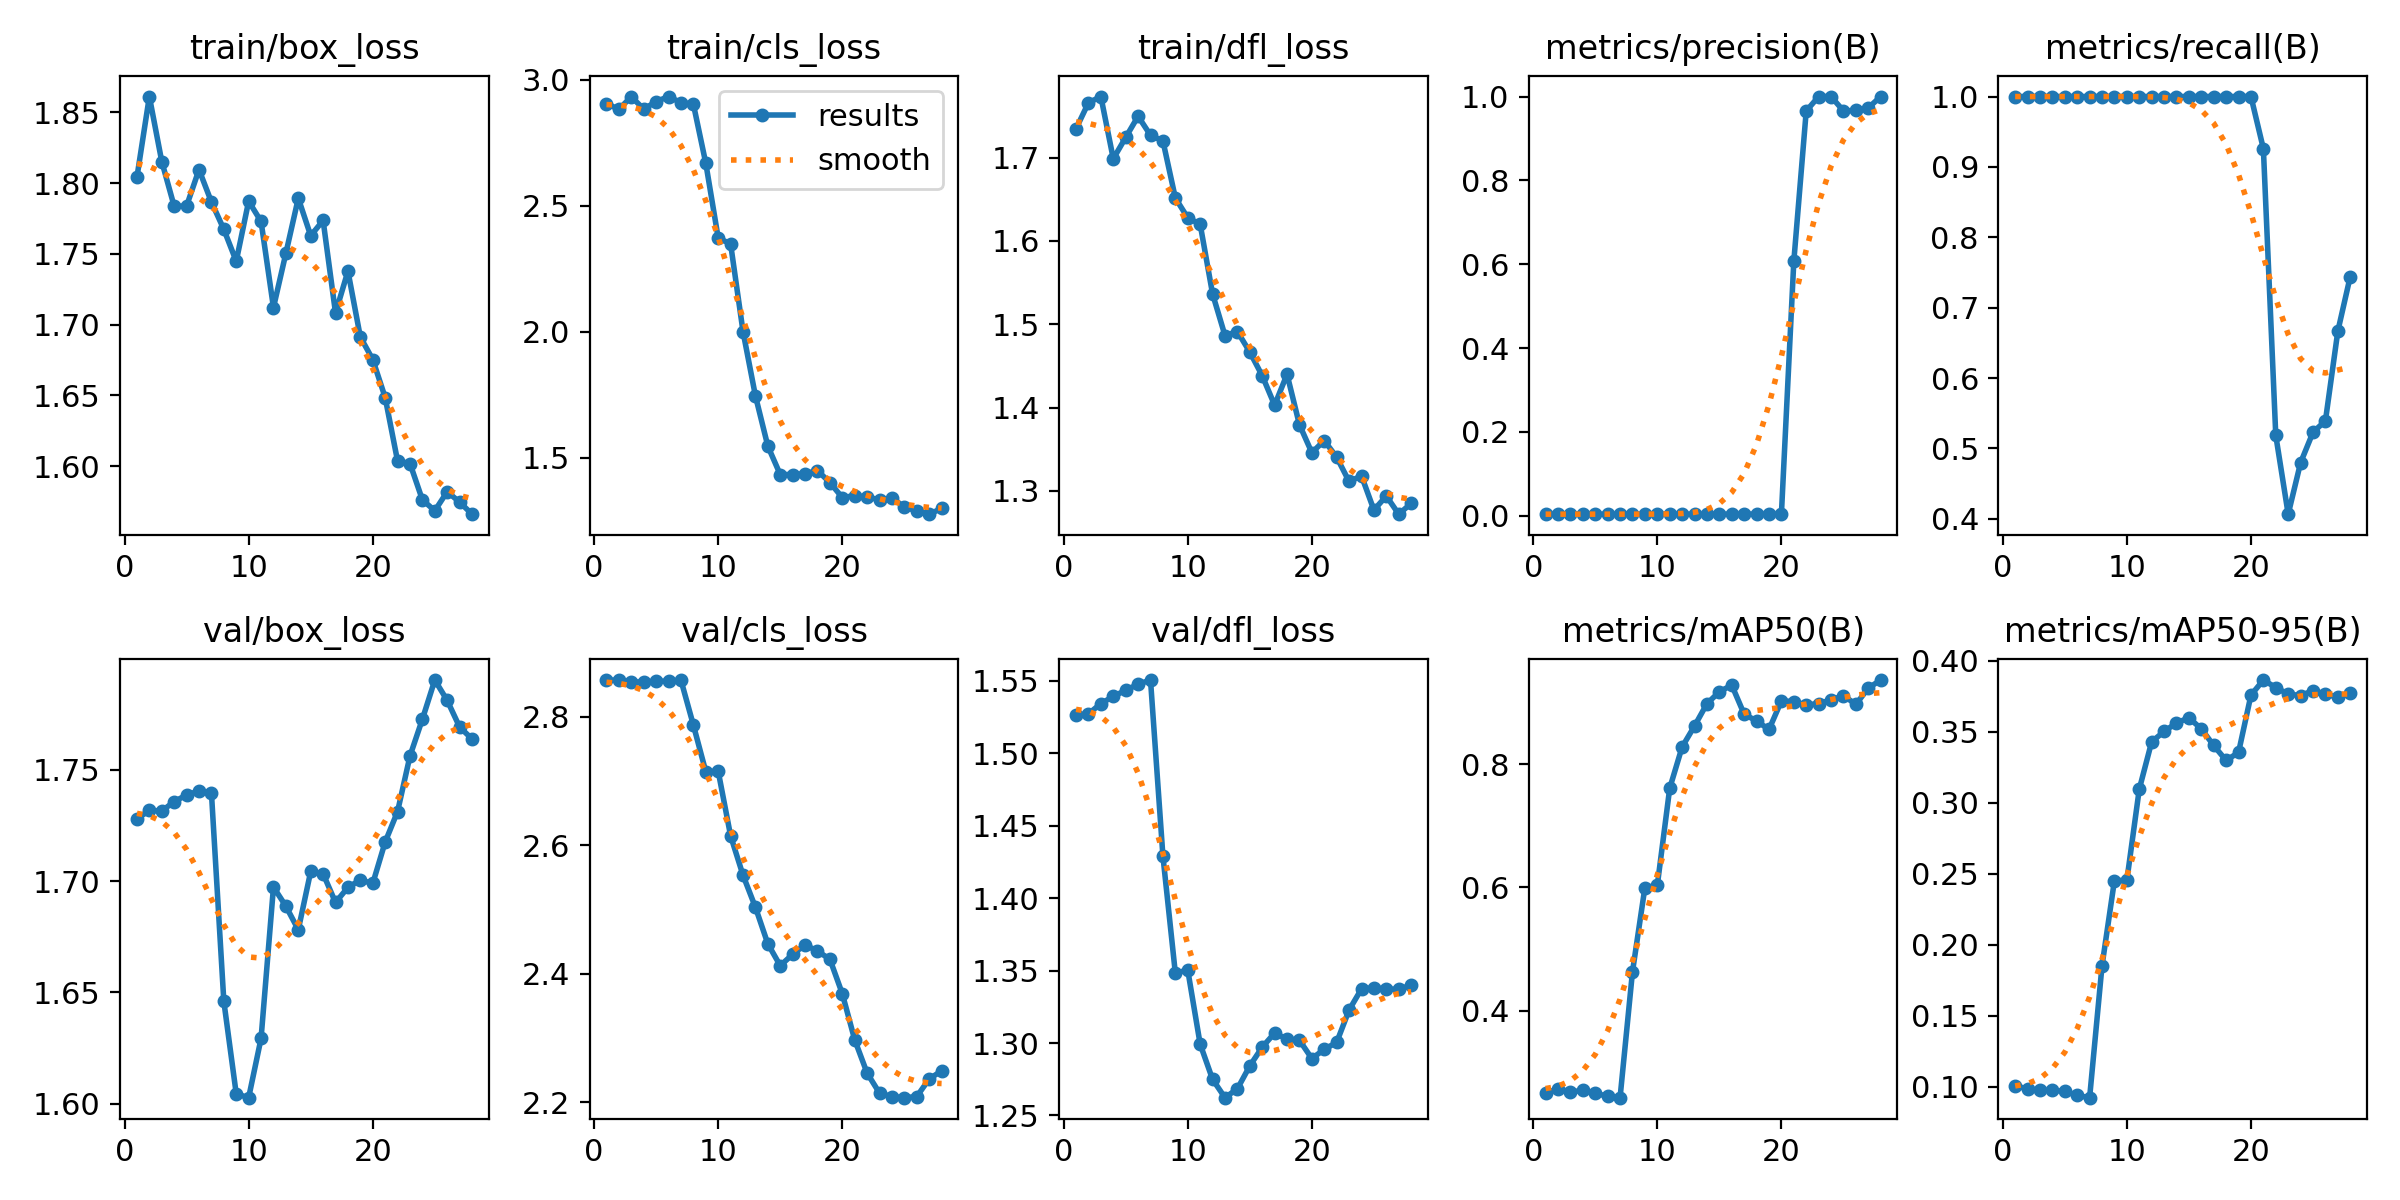 train/box_loss
train/cls_loss
train/dfl_loss
metrics/precision(B)
metrics/recall(B)
1.85
1.80
1.75
1.70
1.65
1.60
0 10 20
3.0
2.5
2.0
1.5
0 10 20
results
smooth
1.7
1.6
1.5
1.4
1.3
0 10 20
1.0
0.8
0.6
0.4
0.2
0.0
0 10 20
1.0
0.9
0.8
0.7
0.6
0.5
0.4
0 10 20
val/box_loss
val/cls_loss
val/dfl_loss
metrics/mAP50(B)
metrics/mAP50-95(B)
1.75
1.70
1.65
1.60
0 10 20
2.8
2.6
2.4
2.2
0 10 20
1.55
1.50
1.45
1.40
1.35
1.30
1.25
0 10 20
0.8
0.6
0.4
0 10 20
0.40
0.35
0.30
0.25
0.20
0.15
0.10
0 10 20